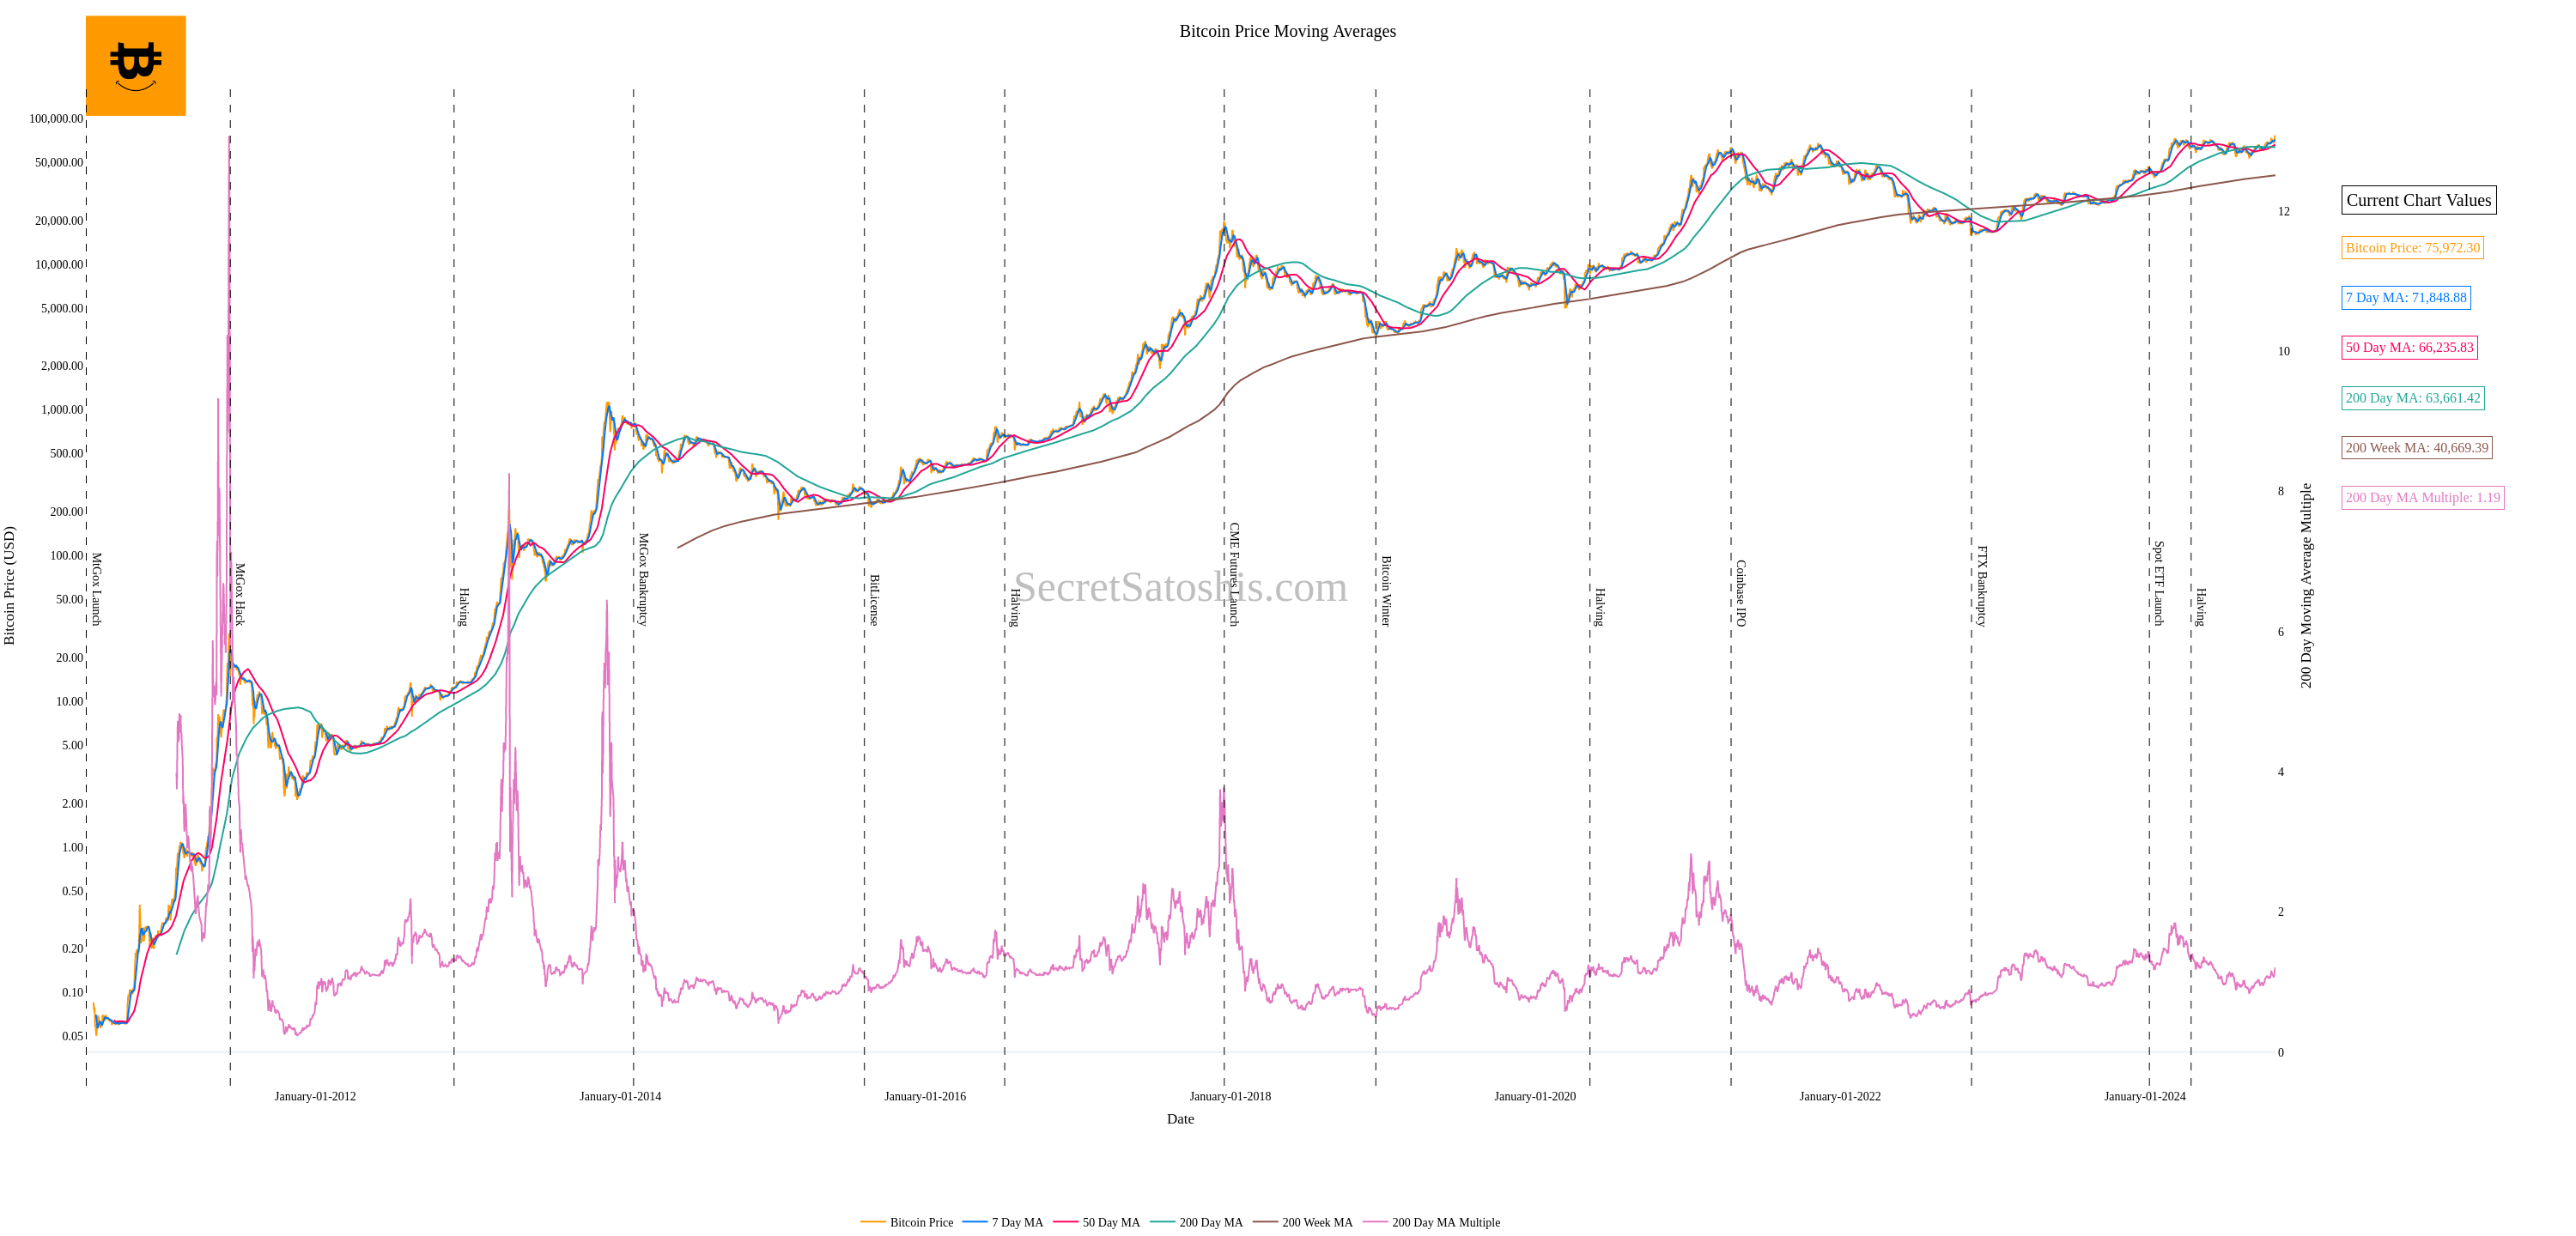 Bitcoin Price Moving Averages
100,000.00
50,000.00
20,000.00
10,000.00
5,000.00
2,000.00
1,000.00
500.00
200.00
100.00
50.00
20.00
10.00
5.00
2.00
1.00
0.50
0.20
0.10
0.05
Bitcoin Price (USD)
MtGox Launch
MtGox Hack
Halving
MtGox Bankruptcy
BitLicense
Halving
CME Futures Launch
Bitcoin Winter
Halving
Coinbase IPO
FTX Bankruptcy
Spot ETF Launch
Halving
SecretSatoshis.com
12
10
8
6
4
2
0
200 Day Moving Average Multiple
Current Chart Values
Bitcoin Price: 75,972.30
7 Day MA: 71,848.88
50 Day MA: 66,235.83
200 Day MA: 63,661.42
200 Week MA: 40,669.39
200 Day MA Multiple: 1.19
January-01-2012
January-01-2014
January-01-2016
January-01-2018
January-01-2020
January-01-2022
January-01-2024
Date
Bitcoin Price
7 Day MA
50 Day MA
200 Day MA
200 Week MA
200 Day MA Multiple